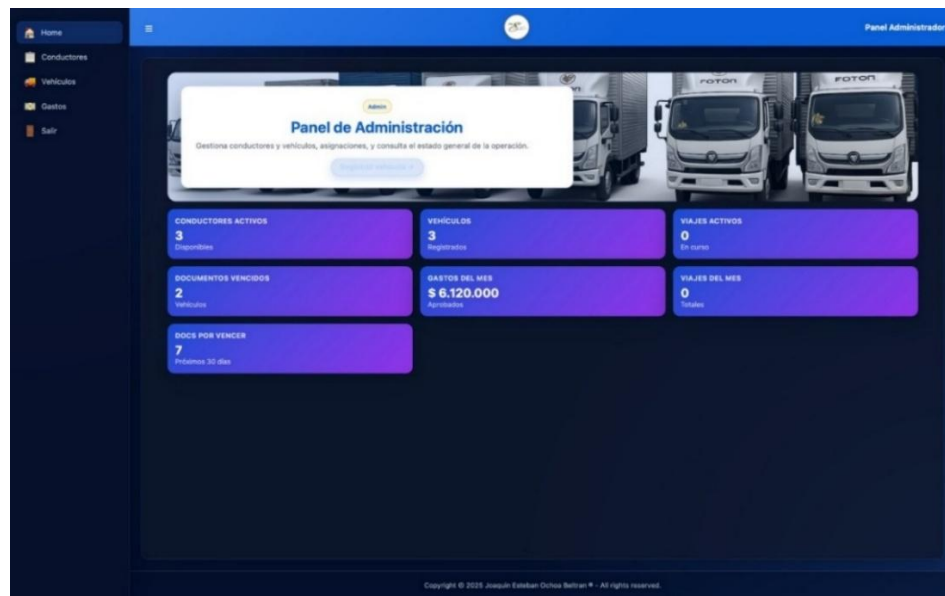 Home
Conductores
Vehículos
Gastos
Salir
Panel Administrador
FOTON
FOTON
Admin
Panel de Administración
Gestiona conductores y vehículos, asignaciones, y consulta el estado general de la operación.
CONDUCTORES ACTIVOS
3
Disponibles
VEHÍCULOS
3
Registrados
VIAJES ACTIVOS
0
En curso
DOCUMENTOS VENCIDOS
2
Vehículos
GASTOS DEL MES
$ 6.120.000
Aprobados
VIAJES DEL MES
0
Totales
DOCS POR VENCER
7
Próximos 30 días
Copyright © 2025 Joaquin Esteban Ochoa Beltran ® - All rights reserved.